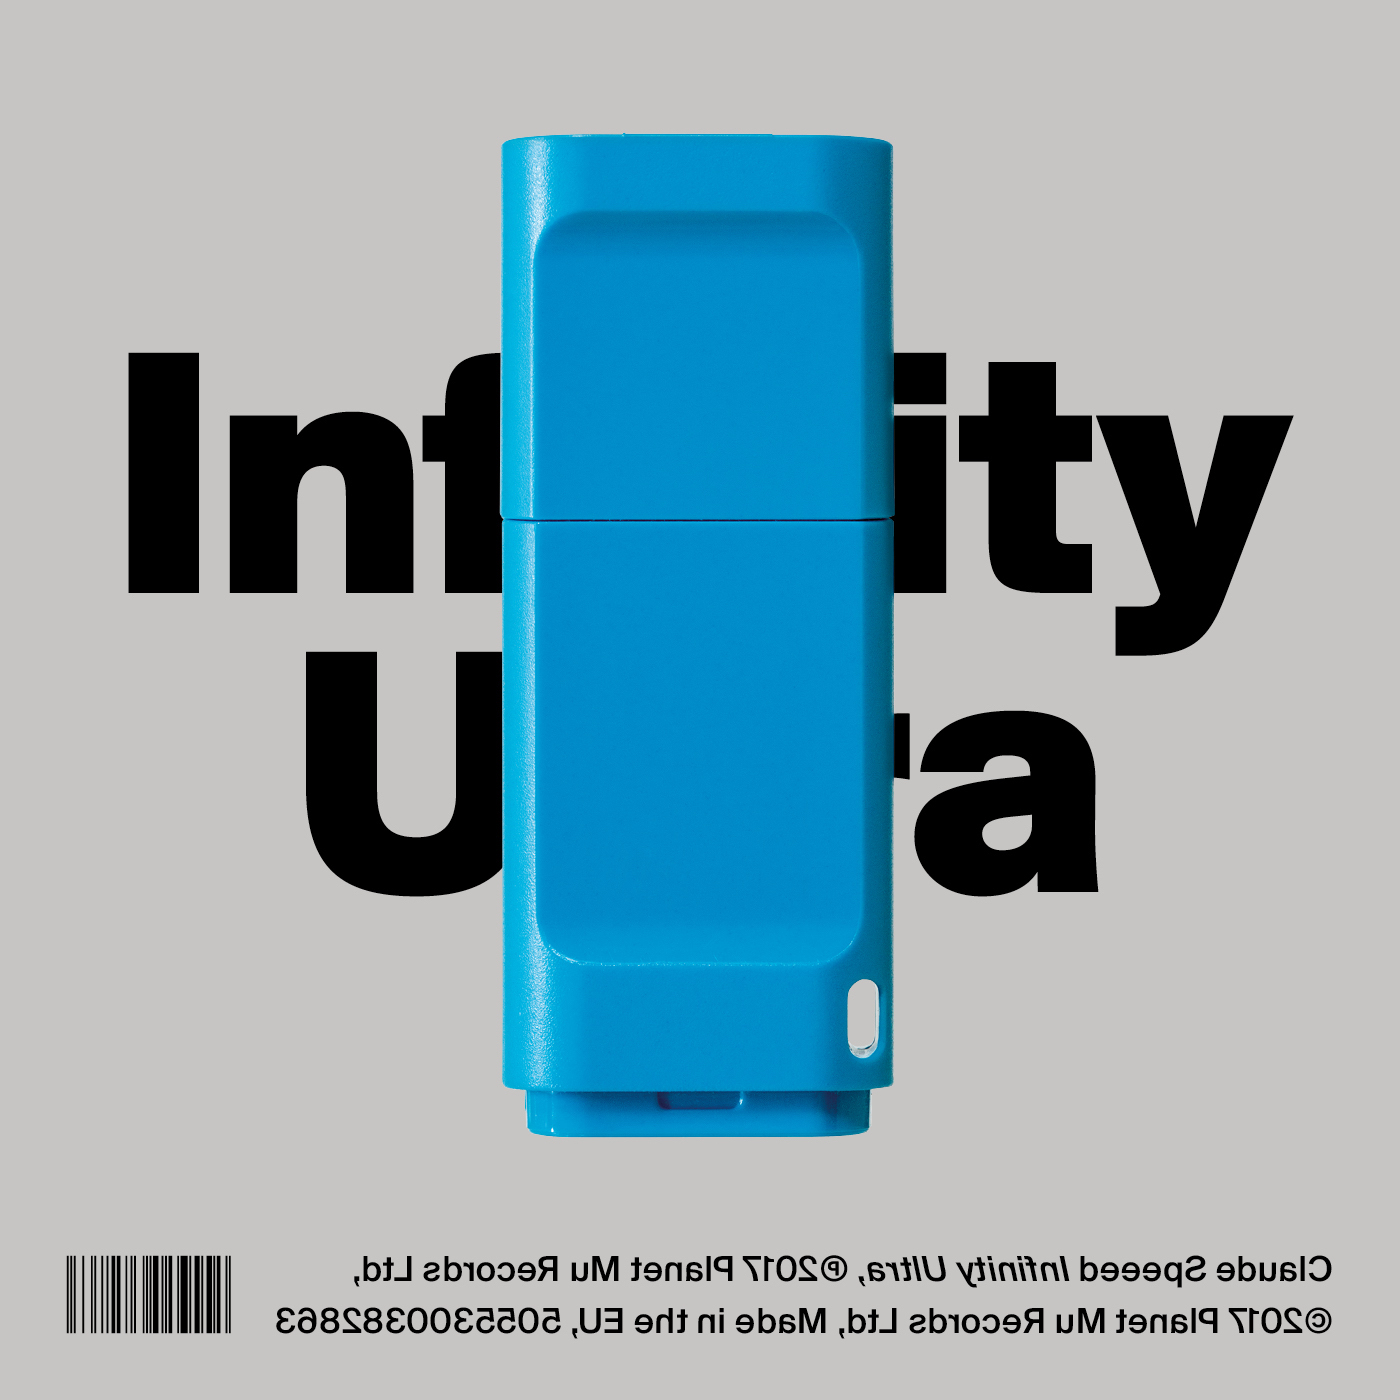 Inf ity
U ra
Claude Speeed Infinity Ultra, ℗2017 Planet Mu Records Ltd,
©2017 Planet Mu Records Ltd, Made in the EU, 5055300382863